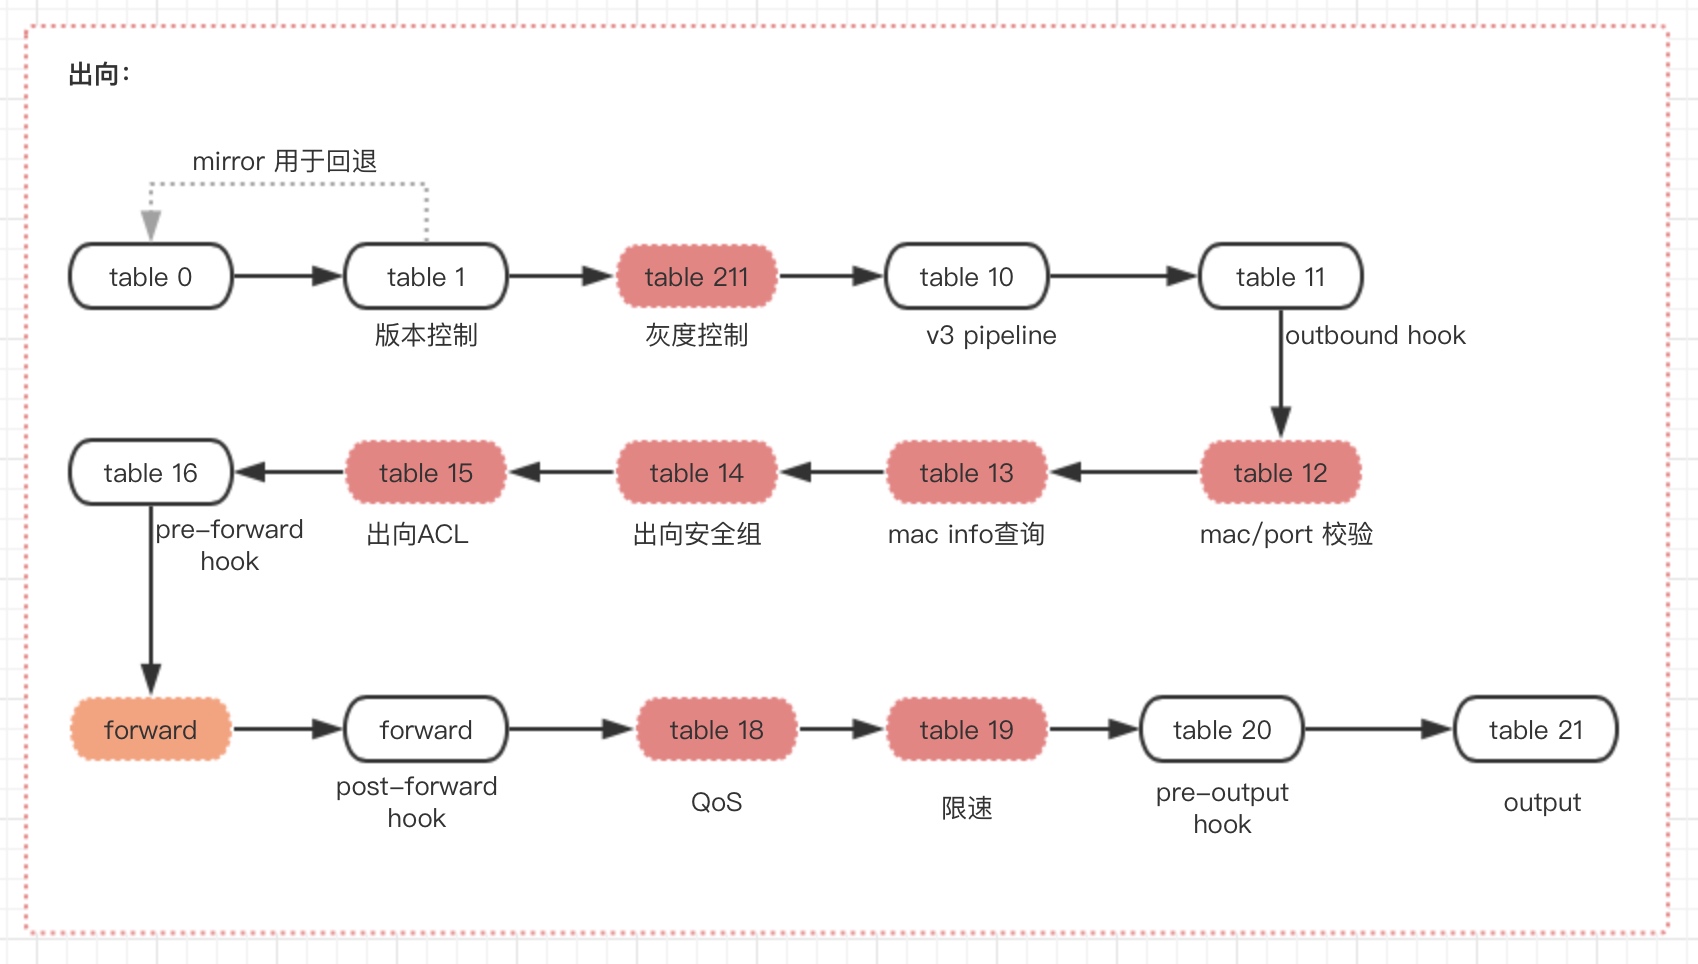 出向：
mirror 用于回退
table 0
table 1
table 211
table 10
table 11
版本控制
灰度控制
v3 pipeline
outbound hook
table 16
table 15
table 14
table 13
table 12
pre-forward
hook
出向ACL
出向安全组
mac info查询
mac/port 校验
forward
forward
table 18
table 19
table 20
table 21
post-forward
hook
QoS
限速
pre-output
hook
output